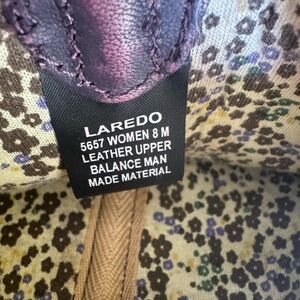 LAREDO
5657 WOMEN 8 M
LEATHER UPPER
BALANCE MAN
MADE MATERIAL